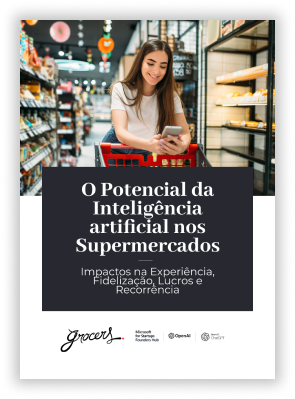 O Potencial da
Inteligência
artificial nos
Supermercados
Impactos na Experiência,
Fidelização, Lucros e
Recorrência
grocers.
Microsoft
for Startups
Founders Hub
OpenAI
ChatGPT